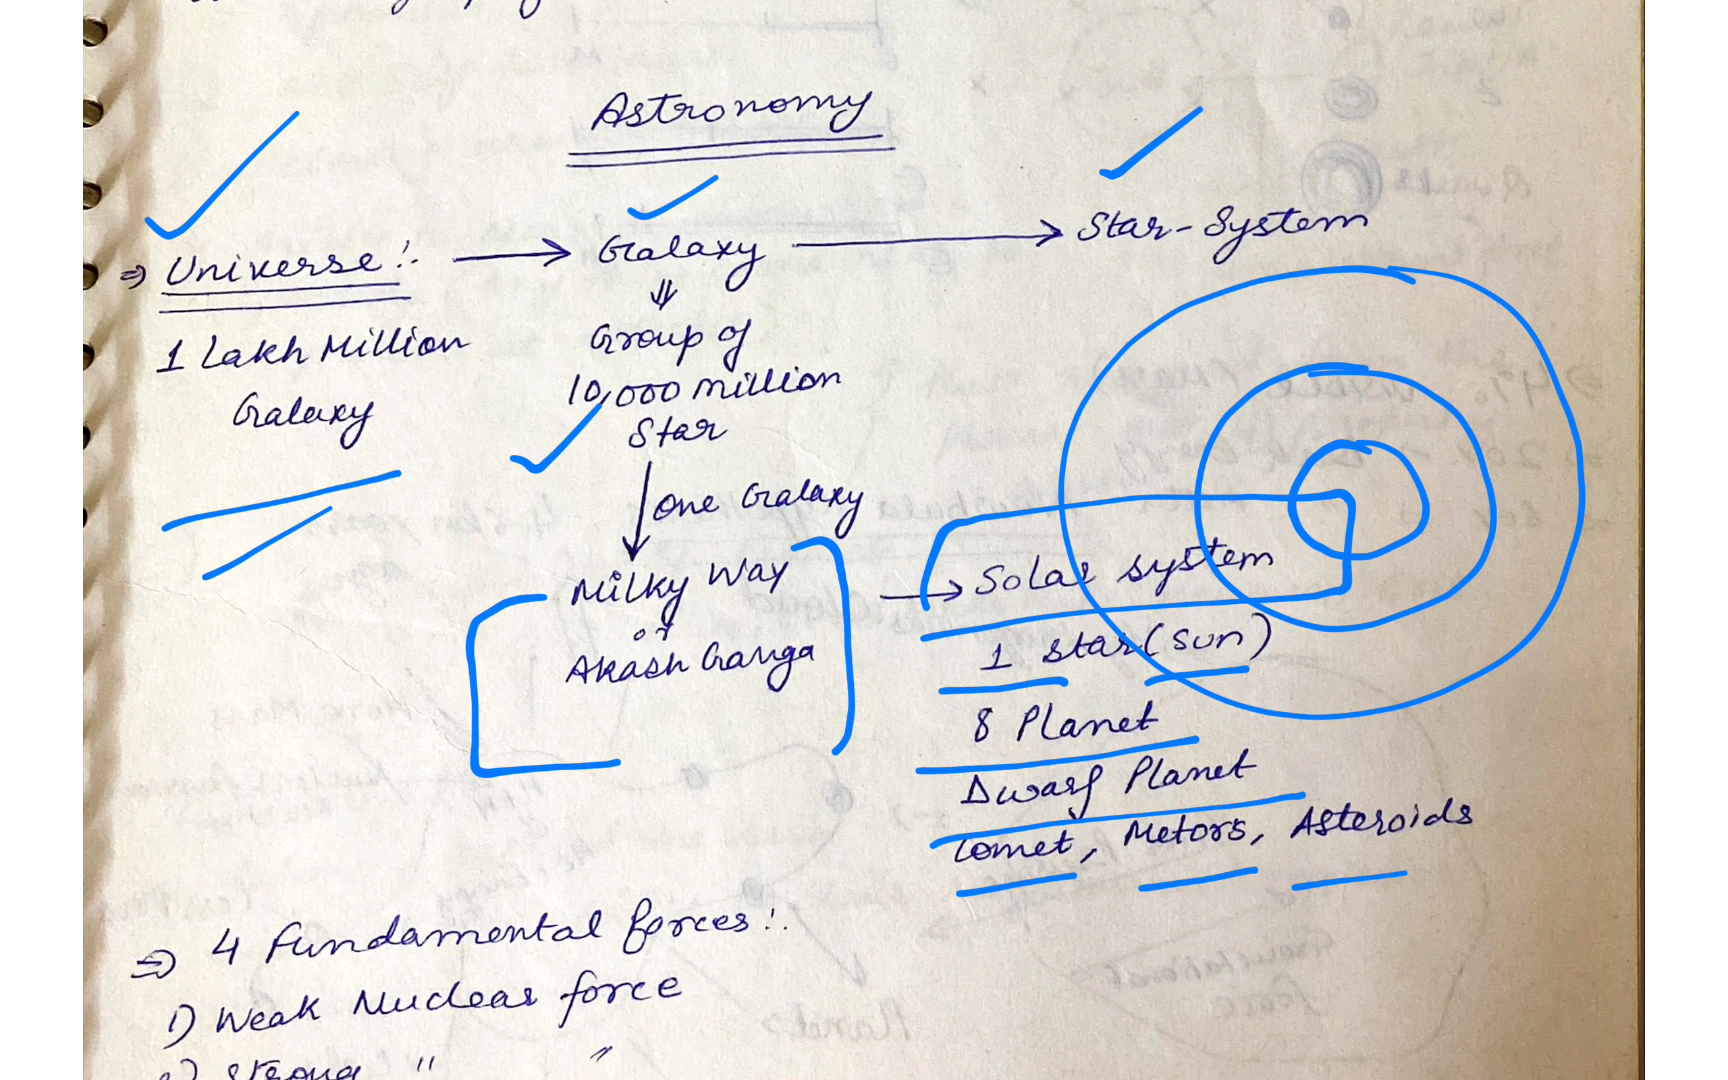 Astronomy
⇒ Universe :- → Galaxy → Star-System
⇓
1 Lakh Million
Galaxy
Group of
10,000 million
Star
↓ One Galaxy
Milky Way
or
Akash Ganga
→ Solar system
1 star (sun)
8 Planet
Dwarf Planet
Comet, Metors, Asteroids
⇒ 4 Fundamental forces :-
1) Weak Nuclear force
2) Strong " "